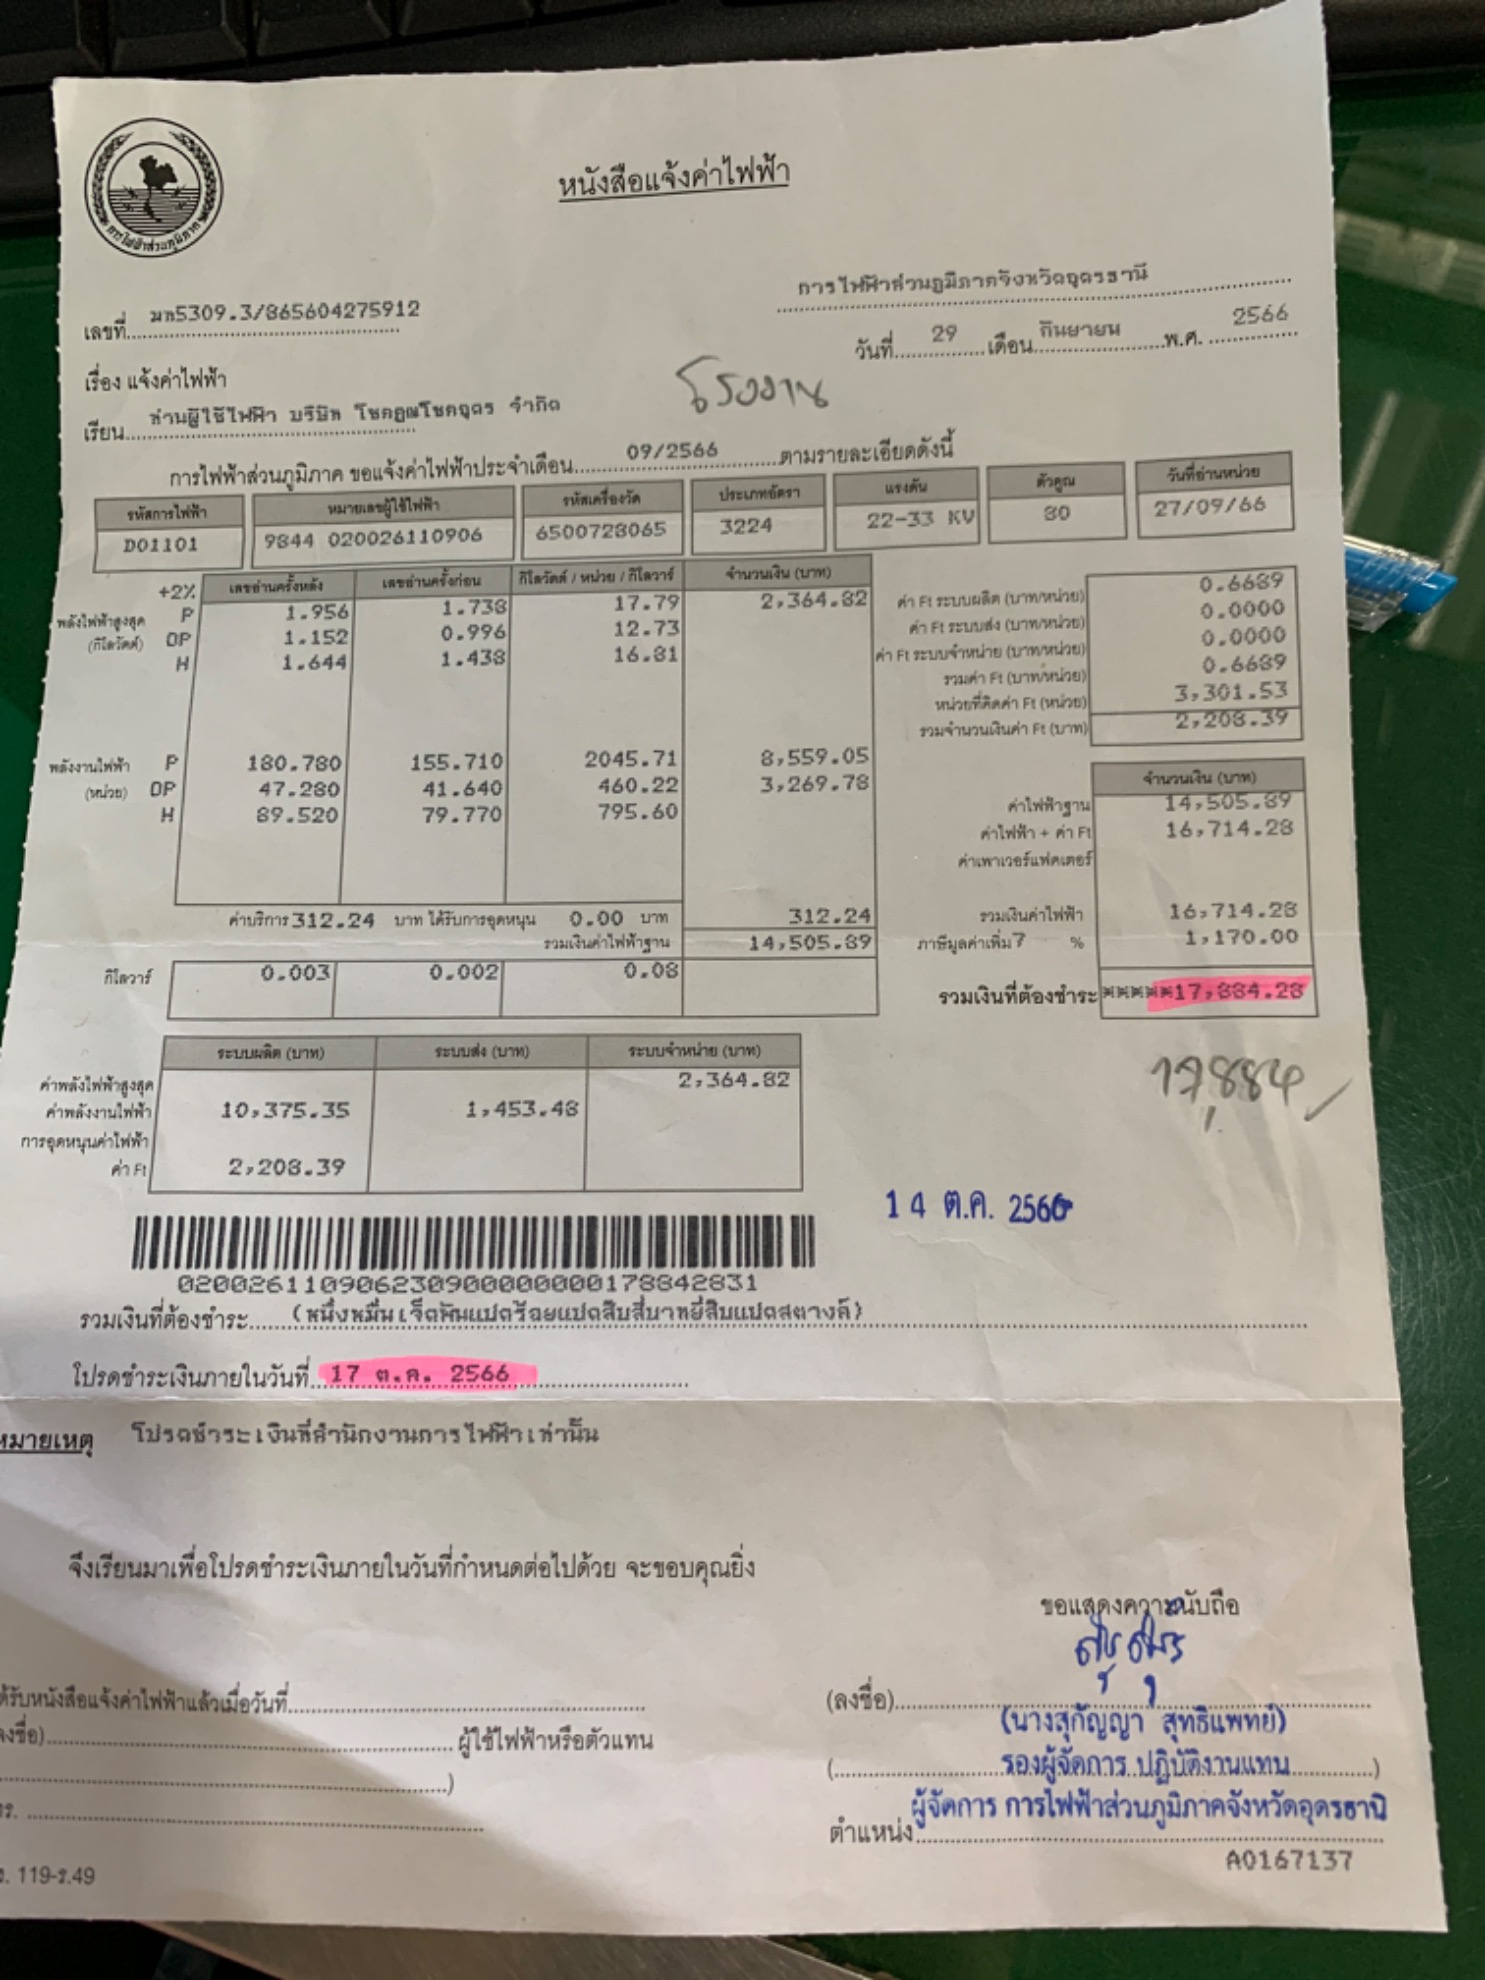 การไฟฟ้าส่วนภูมิภาค
หนังสือแจ้งค่าไฟฟ้า
การไฟฟ้าส่วนภูมิภาคจังหวัดอุดรธานี
เลขที่ มท5309.3/865604275912
วันที่ 29 เดือน กันยายน พ.ศ. 2566
เรื่อง แจ้งค่าไฟฟ้า
โรงงาน
เรียน ท่านผู้ใช้ไฟฟ้า บริษัท โชคคูณโชคอุดร จำกัด
การไฟฟ้าส่วนภูมิภาค ขอแจ้งค่าไฟฟ้าประจำเดือน 09/2566 ตามรายละเอียดดังนี้
รหัสการไฟฟ้า หมายเลขผู้ใช้ไฟฟ้า รหัสเครื่องวัด ประเภทอัตรา แรงดัน ตัวคูณ วันที่อ่านหน่วย
D01101 9844 020026110906 6500728065 3224 22-33 KV 80 27/09/66
+2% เลขอ่านครั้งหลัง เลขอ่านครั้งก่อน กิโลวัตต์ / หน่วย / กิโลวาร์ จำนวนเงิน (บาท)
พลังไฟฟ้าสูงสุด P 1.956 1.738 17.79 2,364.82
(กิโลวัตต์) OP 1.152 0.996 12.73
H 1.644 1.438 16.81
ค่า Ft ระบบผลิต (บาท/หน่วย) 0.6689
ค่า Ft ระบบส่ง (บาท/หน่วย) 0.0000
ค่า Ft ระบบจำหน่าย (บาท/หน่วย) 0.0000
รวมค่า Ft (บาท/หน่วย) 0.6689
หน่วยที่คิดค่า Ft (หน่วย) 3,301.53
รวมจำนวนเงินค่า Ft (บาท) 2,208.39
พลังงานไฟฟ้า P 180.780 155.710 2045.71 8,559.05
(หน่วย) OP 47.280 41.640 460.22 3,269.78
H 89.520 79.770 795.60
จำนวนเงิน (บาท)
ค่าไฟฟ้าฐาน 14,505.89
ค่าไฟฟ้า + ค่า Ft 16,714.28
ค่าเพาเวอร์แฟคเตอร์
ค่าบริการ 312.24 บาท ได้รับการอุดหนุน 0.00 บาท 312.24
รวมเงินค่าไฟฟ้าฐาน 14,505.89
รวมเงินค่าไฟฟ้า 16,714.28
ภาษีมูลค่าเพิ่ม 7 % 1,170.00
กิโลวาร์ 0.003 0.002 0.08
รวมเงินที่ต้องชำระ *****17,884.28
17,884
ระบบผลิต (บาท) ระบบส่ง (บาท) ระบบจำหน่าย (บาท)
ค่าพลังไฟฟ้าสูงสุด 2,364.82
ค่าพลังงานไฟฟ้า 10,375.35 1,453.48
การอุดหนุนค่าไฟฟ้า
ค่า Ft 2,208.39
14 ต.ค. 2566
02002611090623090000000000178842831
รวมเงินที่ต้องชำระ (หนึ่งหมื่นเจ็ดพันแปดร้อยแปดสิบสี่บาทยี่สิบแปดสตางค์)
โปรดชำระเงินภายในวันที่ 17 ต.ค. 2566
หมายเหตุ โปรดชำระเงินที่สำนักงานการไฟฟ้าเท่านั้น
จึงเรียนมาเพื่อโปรดชำระเงินภายในวันที่กำหนดต่อไปด้วย จะขอบคุณยิ่ง
ขอแสดงความนับถือ
ได้รับหนังสือแจ้งค่าไฟฟ้าแล้วเมื่อวันที่
(ลงชื่อ) ผู้ใช้ไฟฟ้าหรือตัวแทน
(ลงชื่อ)
(นางสุกัญญา สุทธิแพทย์)
รองผู้จัดการ ปฏิบัติงานแทน
ตำแหน่ง ผู้จัดการ การไฟฟ้าส่วนภูมิภาคจังหวัดอุดรธานี
A0167137
119-ร.49